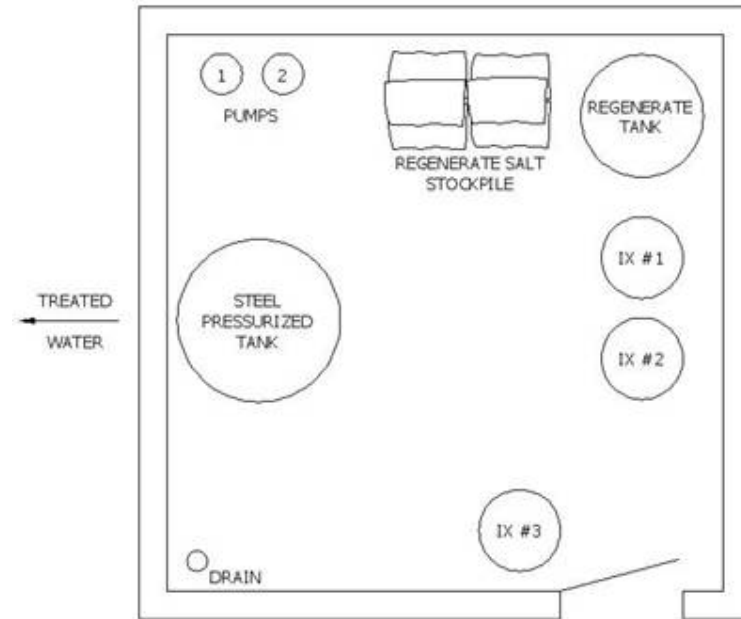 1 2
PUMPS
REGENERATE SALT
STOCKPILE
REGENERATE
TANK
IX #1
TREATED
WATER
STEEL
PRESSURIZED
TANK
IX #2
IX #3
DRAIN